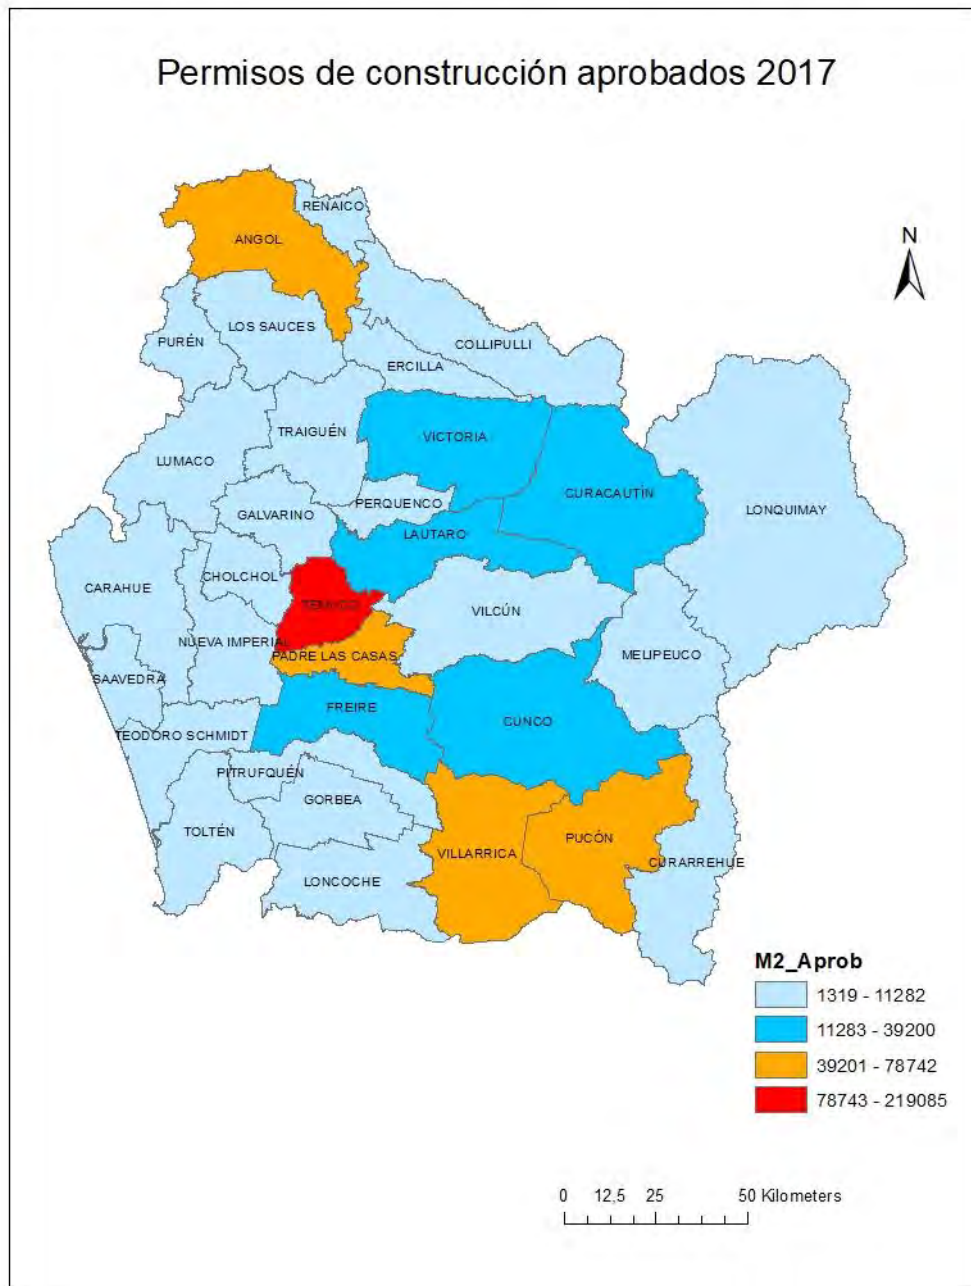 Permisos de construcción aprobados 2017
RENAICO
N
ANGOL
LOS SAUCES
PURÉN
COLLIPULLI
ERCILLA
TRAIGUÉN
VICTORIA
LUMACO
CURACAUTÍN
PERQUENCO
LONQUIMAY
GALVARINO
LAUTARO
CHOLCHOL
CARAHUE
TEMUCO
VILCÚN
NUEVA IMPERIAL
PADRE LAS CASAS
MELIPEUCO
SAAVEDRA
FREIRE
CUNCO
TEODORO SCHMIDT
PITRUFQUÉN
GORBEA
TOLTÉN
PUCÓN
VILLARRICA
CURARREHUE
LONCOCHE
M2_Aprob
1319 - 11282
11283 - 39200
39201 - 78742
78743 - 219085
0 12,5 25 50 Kilometers